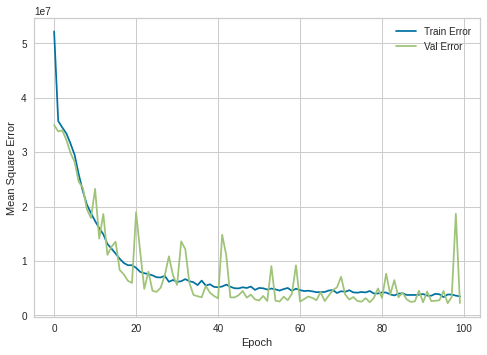 1e7
Train Error
Val Error
5
4
3
2
1
0
Mean Square Error
0 20 40 60 80 100
Epoch